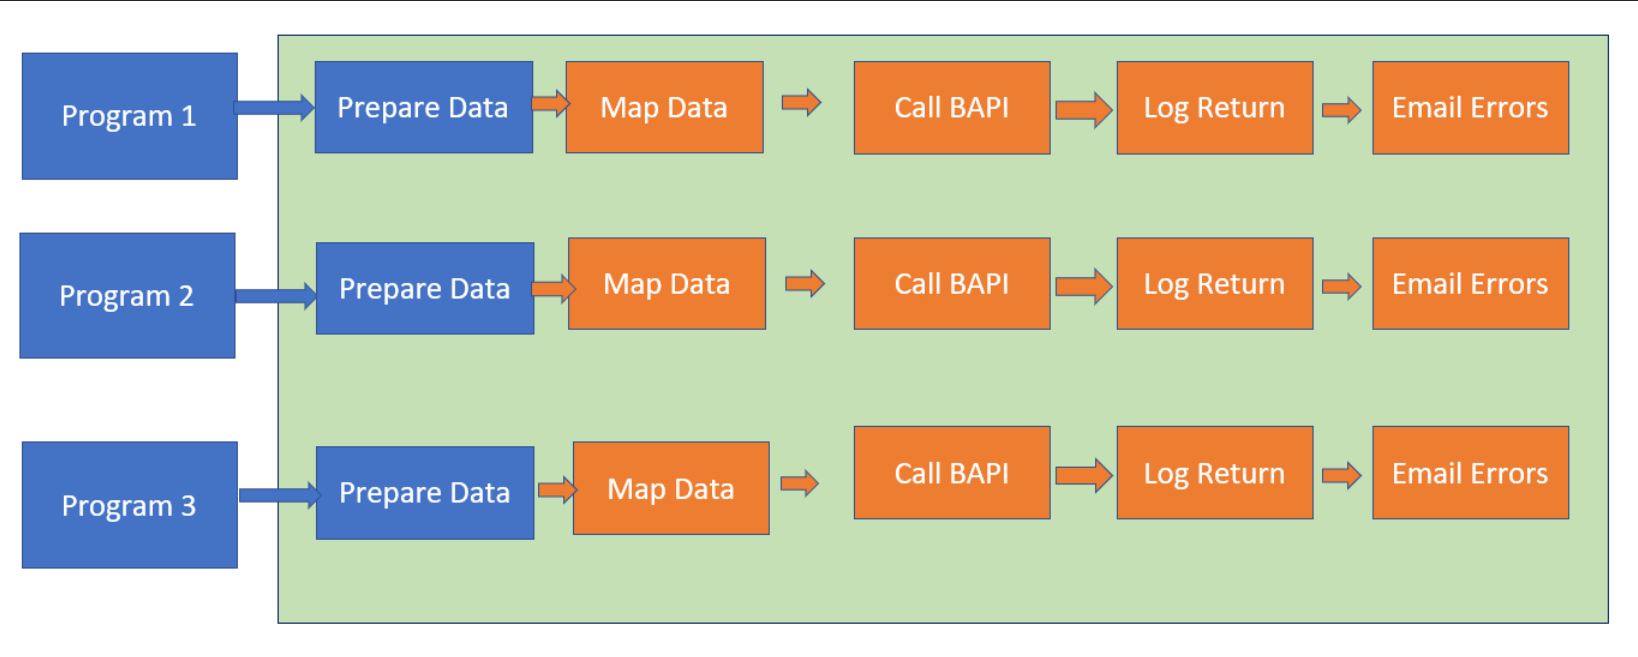 Program 1
Prepare Data
Map Data
Call BAPI
Log Return
Email Errors
Program 2
Prepare Data
Map Data
Call BAPI
Log Return
Email Errors
Program 3
Prepare Data
Map Data
Call BAPI
Log Return
Email Errors